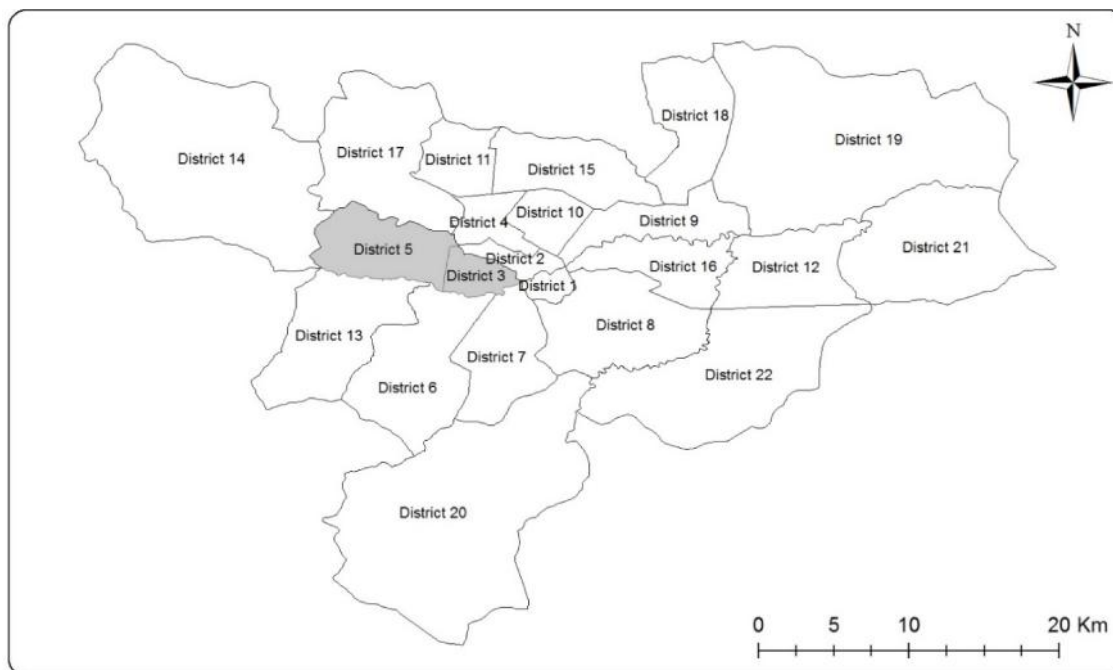 N
District 18
District 19
District 14
District 17
District 11
District 15
District 4
District 10
District 9
District 5
District 2
District 21
District 3
District 1
District 16
District 12
District 13
District 7
District 8
District 6
District 22
District 20
0 5 10 20 Km